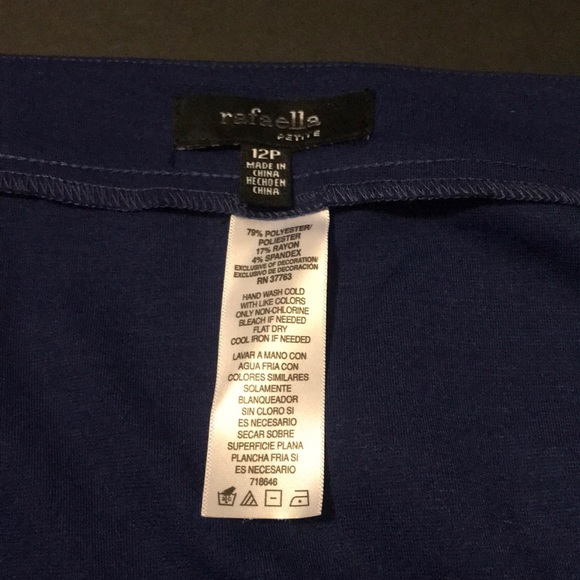 rafaella
PETITE
12P
MADE IN
CHINA
HECHO EN
CHINA
79% POLYESTER/
POLIESTER
17% RAYON
4% SPANDEX
EXCLUSIVE OF DECORATION/
EXCLUSIVO DE DECORACIÓN
RN 37763
HAND WASH COLD
WITH LIKE COLORS
ONLY NON-CHLORINE
BLEACH IF NEEDED
FLAT DRY
COOL IRON IF NEEDED
LAVAR A MANO CON
AGUA FRIA CON
COLORES SIMILARES
SOLAMENTE
BLANQUEADOR
SIN CLORO SI
ES NECESARIO
SECAR SOBRE
SUPERFICIE PLANA
PLANCHA FRIA SI
ES NECESARIO
718646